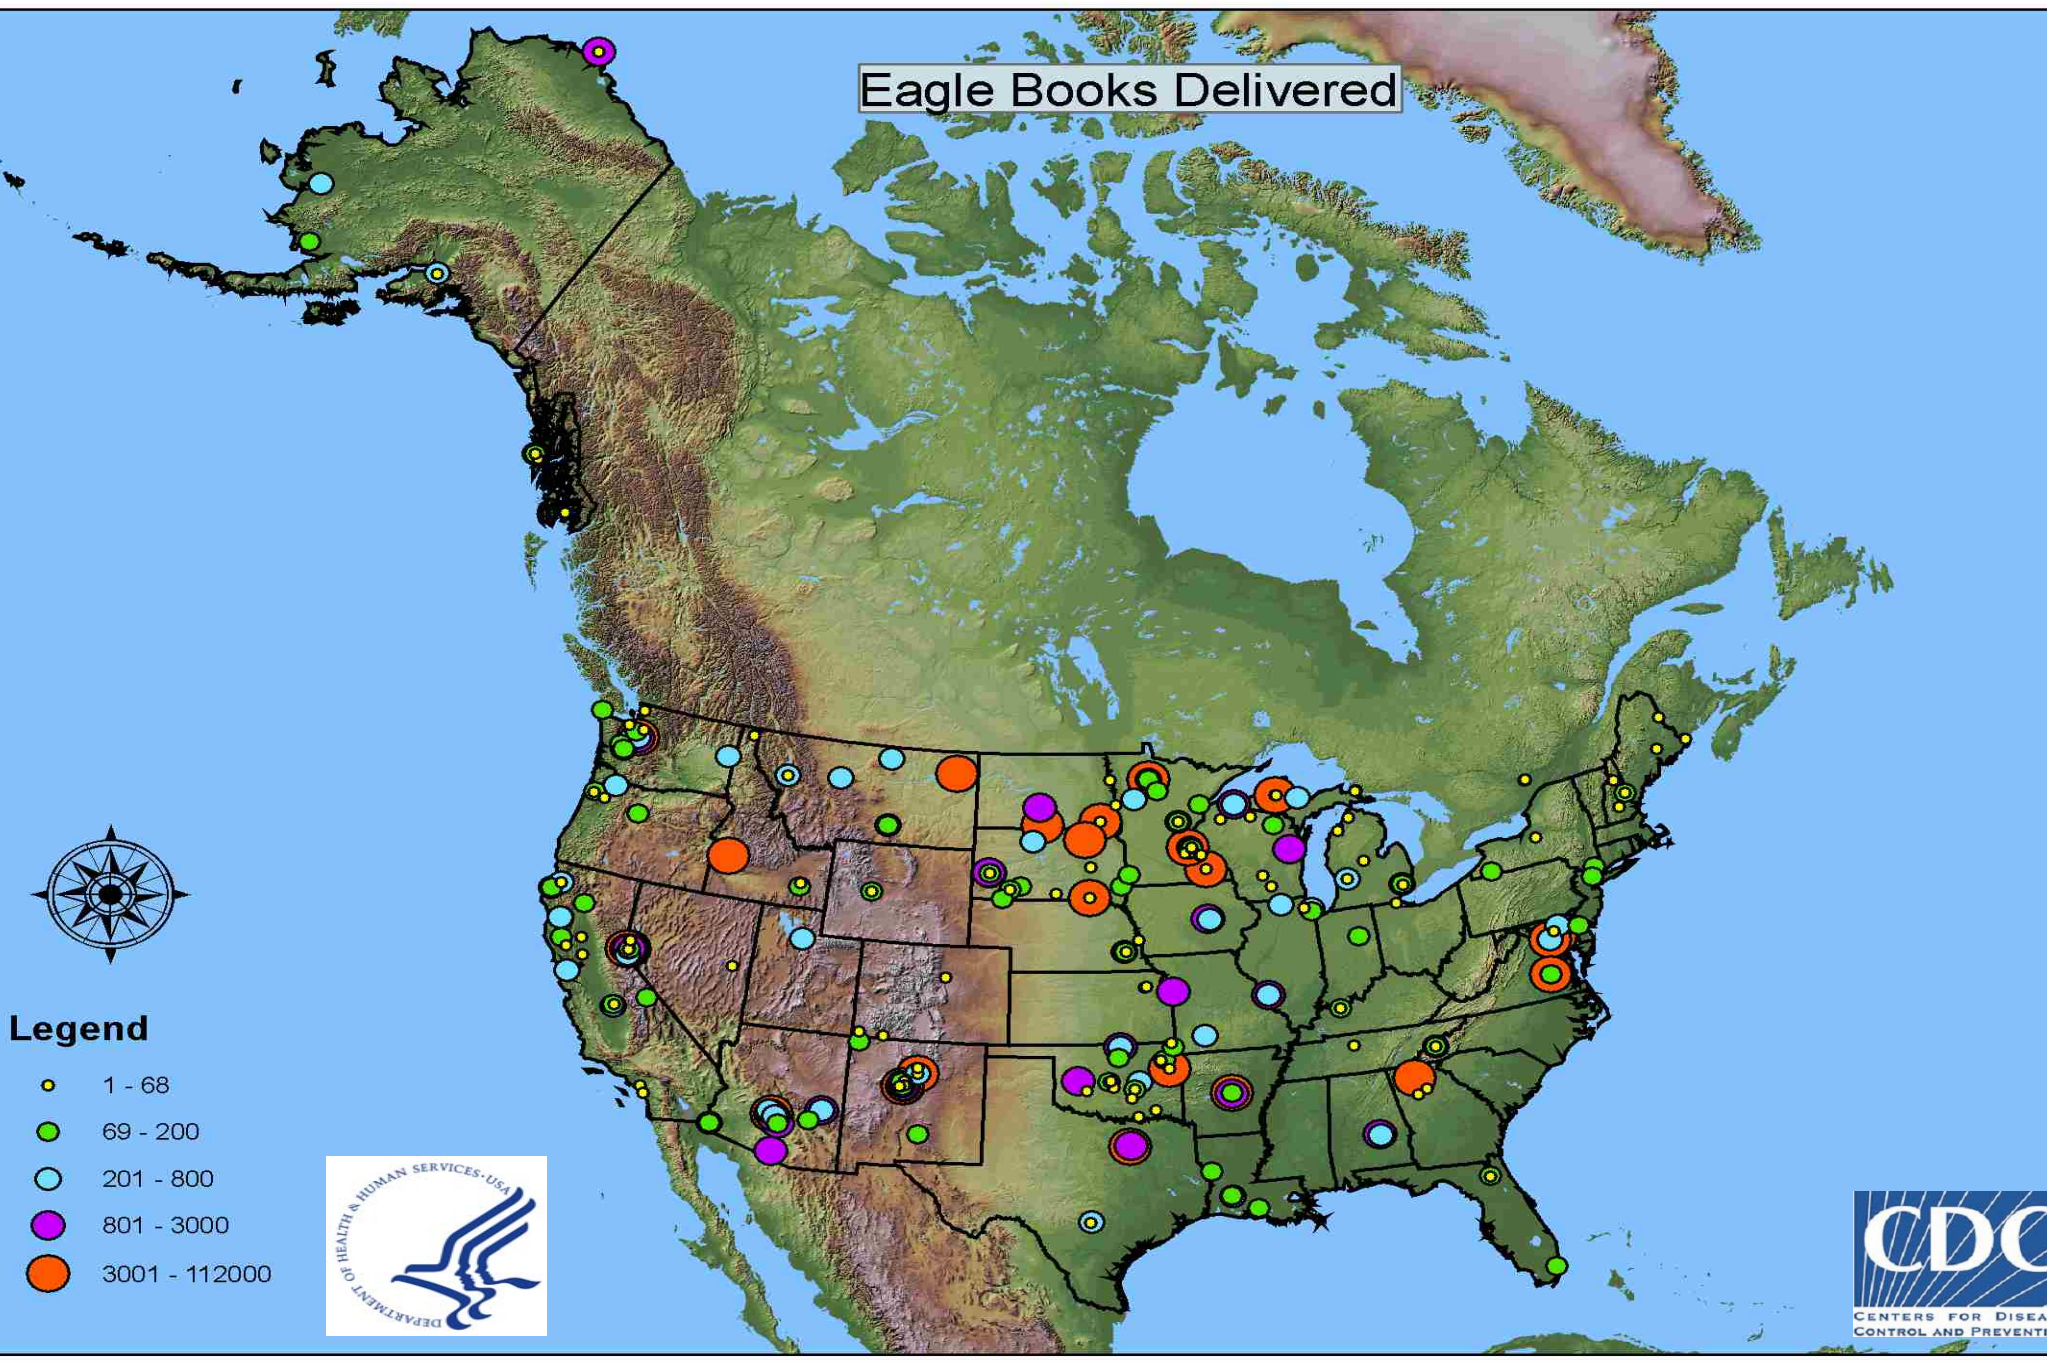 Eagle Books Delivered
Legend
1 - 68
69 - 200
201 - 800
801 - 3000
3001 - 112000
DEPARTMENT OF HEALTH & HUMAN SERVICES · USA
CDC
CENTERS FOR DISEA
CONTROL AND PREVENTI